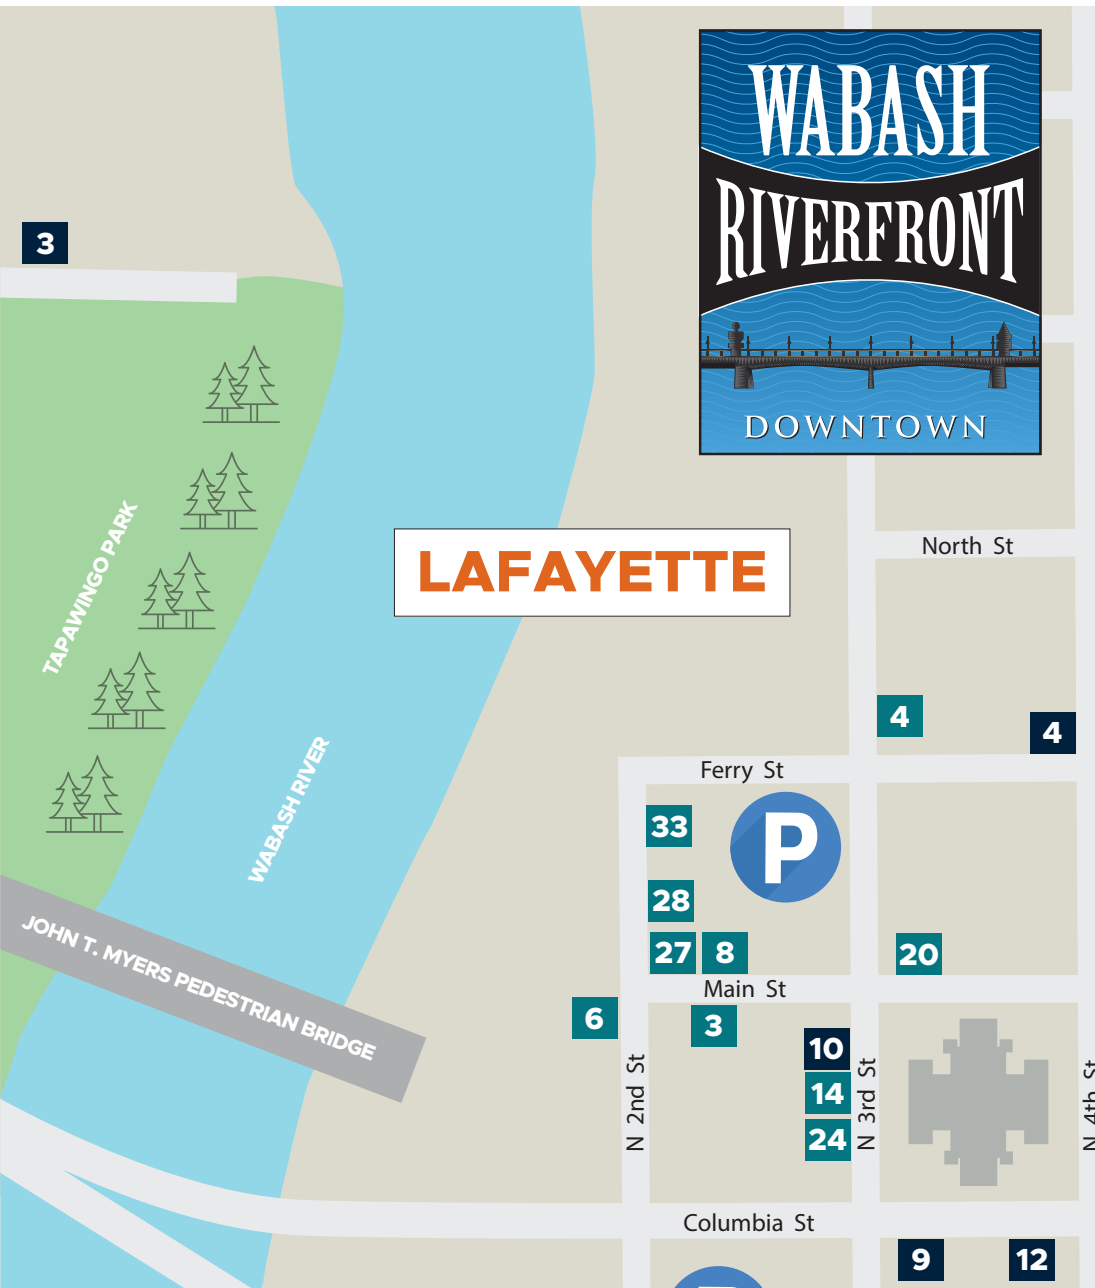 WABASH
RIVERFRONT
DOWNTOWN
3
TAPAWINGO PARK
LAFAYETTE
North St
4
4
WABASH RIVER
Ferry St
33
P
28
27
8
20
JOHN T. MYERS PEDESTRIAN BRIDGE
Main St
6
3
10
14
24
N 2nd St
N 3rd St
N 4th St
Columbia St
9
12